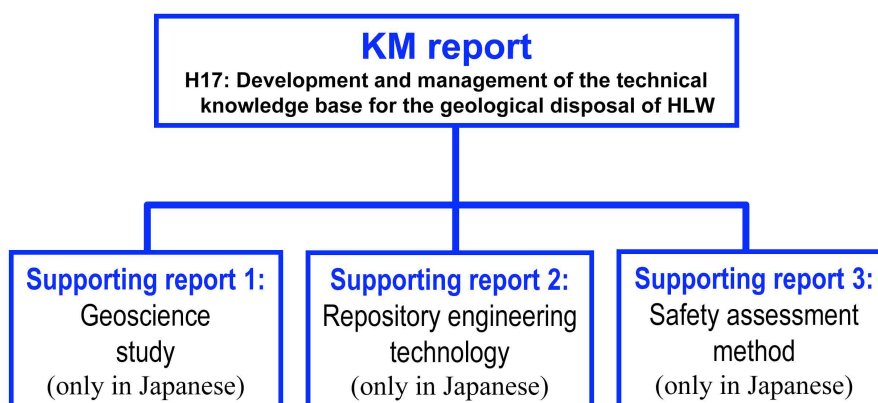 KM report
H17: Development and management of the technical
knowledge base for the geological disposal of HLW
Supporting report 1:
Geoscience
study
(only in Japanese)
Supporting report 2:
Repository engineering
technology
(only in Japanese)
Supporting report 3:
Safety assessment
method
(only in Japanese)